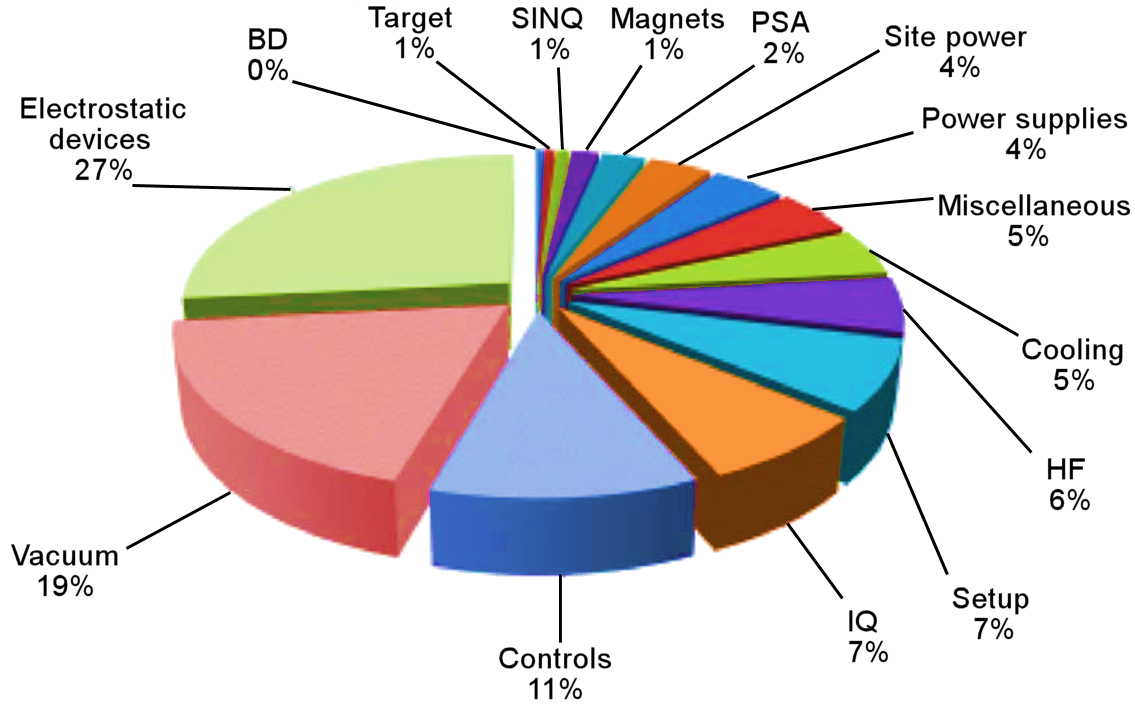 BD
0%
Target
1%
SINQ
1%
Magnets
1%
PSA
2%
Site power
4%
Power supplies
4%
Miscellaneous
5%
Cooling
5%
HF
6%
Setup
7%
IQ
7%
Controls
11%
Vacuum
19%
Electrostatic
devices
27%